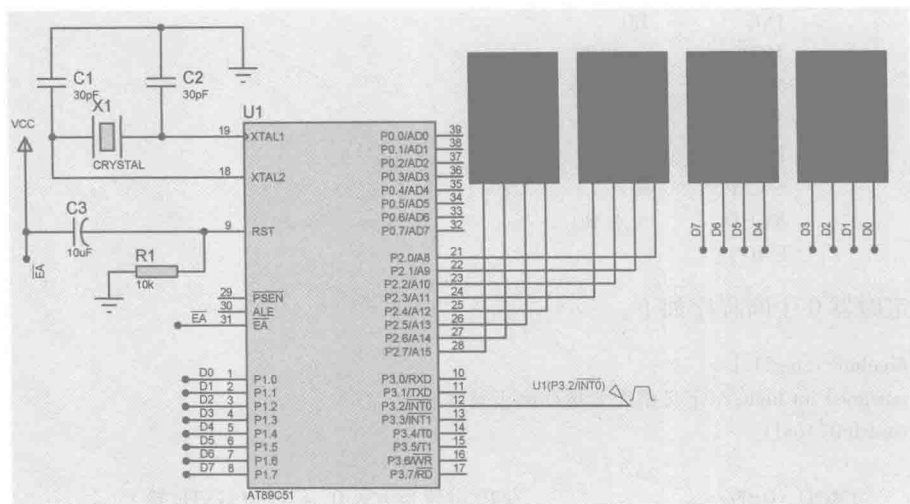 C1
30pF
C2
30pF
X1
CRYSTAL
VCC
C3
10uF
EA
R1
10k
U1
19 XTAL1
18 XTAL2
9 RST
29 PSEN
30 ALE
EA 31 EA
D0 1 P1.0
D1 2 P1.1
D2 3 P1.2
D3 4 P1.3
D4 5 P1.4
D5 6 P1.5
D6 7 P1.6
D7 8 P1.7
P0.0/AD0 39
P0.1/AD1 38
P0.2/AD2 37
P0.3/AD3 36
P0.4/AD4 35
P0.5/AD5 34
P0.6/AD6 33
P0.7/AD7 32
P2.0/A8 21
P2.1/A9 22
P2.2/A10 23
P2.3/A11 24
P2.4/A12 25
P2.5/A13 26
P2.6/A14 27
P2.7/A15 28
P3.0/RXD 10
P3.1/TXD 11
P3.2/INT0 12
P3.3/INT1 13
P3.4/T0 14
P3.5/T1 15
P3.6/WR 16
P3.7/RD 17
AT89C51
U1(P3.2/INT0)
D7
D6
D5
D4
D3
D2
D1
D0